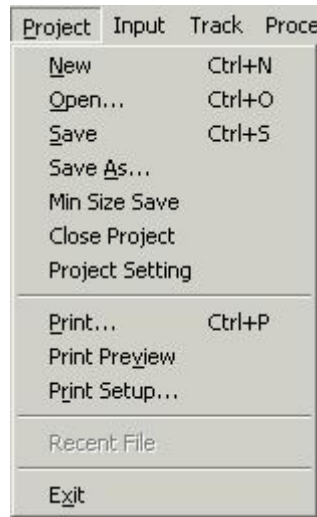 Project Input Track Proce
New Ctrl+N
Open... Ctrl+O
Save Ctrl+S
Save As...
Min Size Save
Close Project
Project Setting
Print... Ctrl+P
Print Preview
Print Setup...
Recent File
Exit